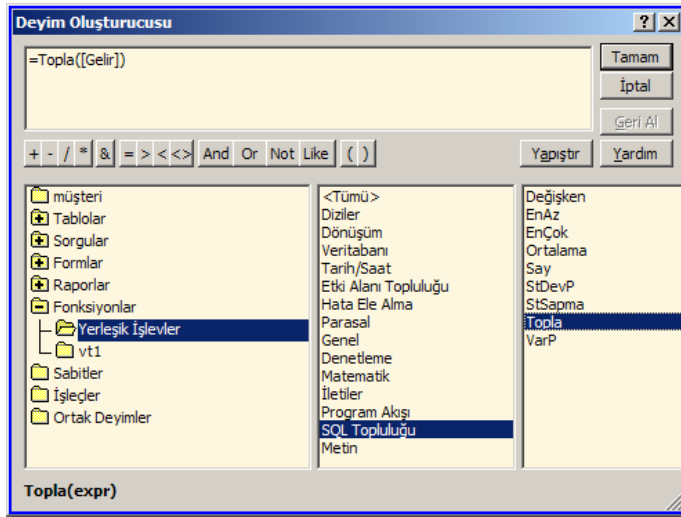 Deyim Oluşturucusu
=Topla([Gelir])
Tamam
İptal
Geri Al
+ - / * & = > < <> And Or Not Like ( )
Yapıştır
Yardım
müşteri
Tablolar
Sorgular
Formlar
Raporlar
Fonksiyonlar
Yerleşik İşlevler
vt1
Sabitler
İşleçler
Ortak Deyimler
<Tümü>
Diziler
Dönüşüm
Veritabanı
Tarih/Saat
Etki Alanı Topluluğu
Hata Ele Alma
Parasal
Genel
Denetleme
Matematik
İletiler
Program Akışı
SQL Topluluğu
Metin
Değişken
EnAz
EnÇok
Ortalama
Say
StDevP
StSapma
Topla
VarP
Topla(expr)